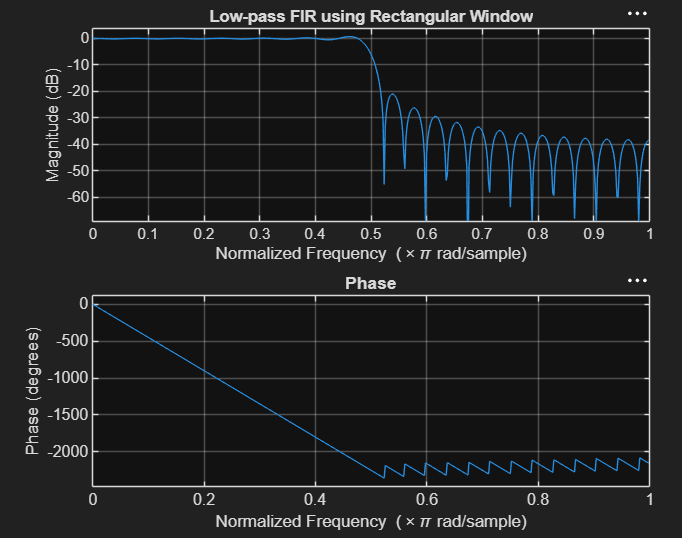 Low-pass FIR using Rectangular Window
0
-10
-20
-30
-40
-50
-60
Magnitude (dB)
0 0.1 0.2 0.3 0.4 0.5 0.6 0.7 0.8 0.9 1
Normalized Frequency (×π rad/sample)
Phase
0
-500
-1000
-1500
-2000
Phase (degrees)
0 0.2 0.4 0.6 0.8 1
Normalized Frequency (×π rad/sample)